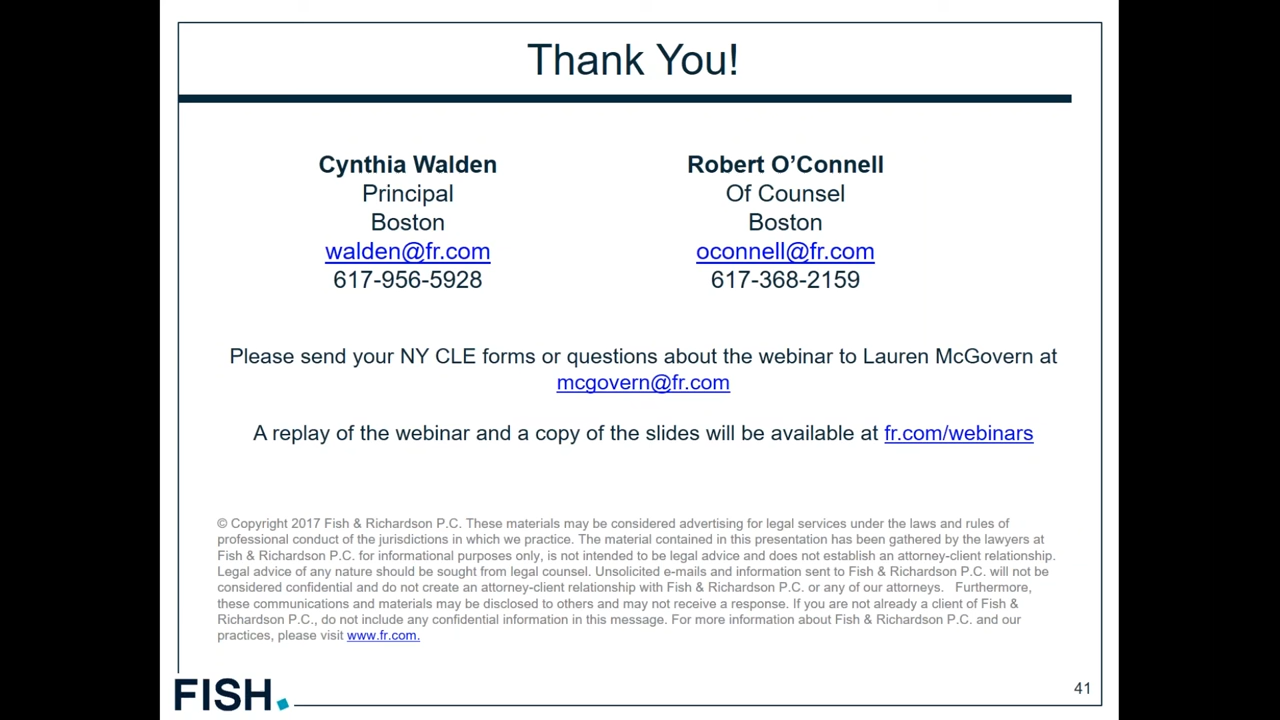 Thank You!
Cynthia Walden
Principal
Boston
walden@fr.com
617-956-5928
Robert O’Connell
Of Counsel
Boston
oconnell@fr.com
617-368-2159
Please send your NY CLE forms or questions about the webinar to Lauren McGovern at
mcgovern@fr.com
A replay of the webinar and a copy of the slides will be available at fr.com/webinars
© Copyright 2017 Fish & Richardson P.C. These materials may be considered advertising for legal services under the laws and rules of
professional conduct of the jurisdictions in which we practice. The material contained in this presentation has been gathered by the lawyers at
Fish & Richardson P.C. for informational purposes only, is not intended to be legal advice and does not establish an attorney-client relationship.
Legal advice of any nature should be sought from legal counsel. Unsolicited e-mails and information sent to Fish & Richardson P.C. will not be
considered confidential and do not create an attorney-client relationship with Fish & Richardson P.C. or any of our attorneys. Furthermore,
these communications and materials may be disclosed to others and may not receive a response. If you are not already a client of Fish &
Richardson P.C., do not include any confidential information in this message. For more information about Fish & Richardson P.C. and our
practices, please visit www.fr.com.
FISH.
41